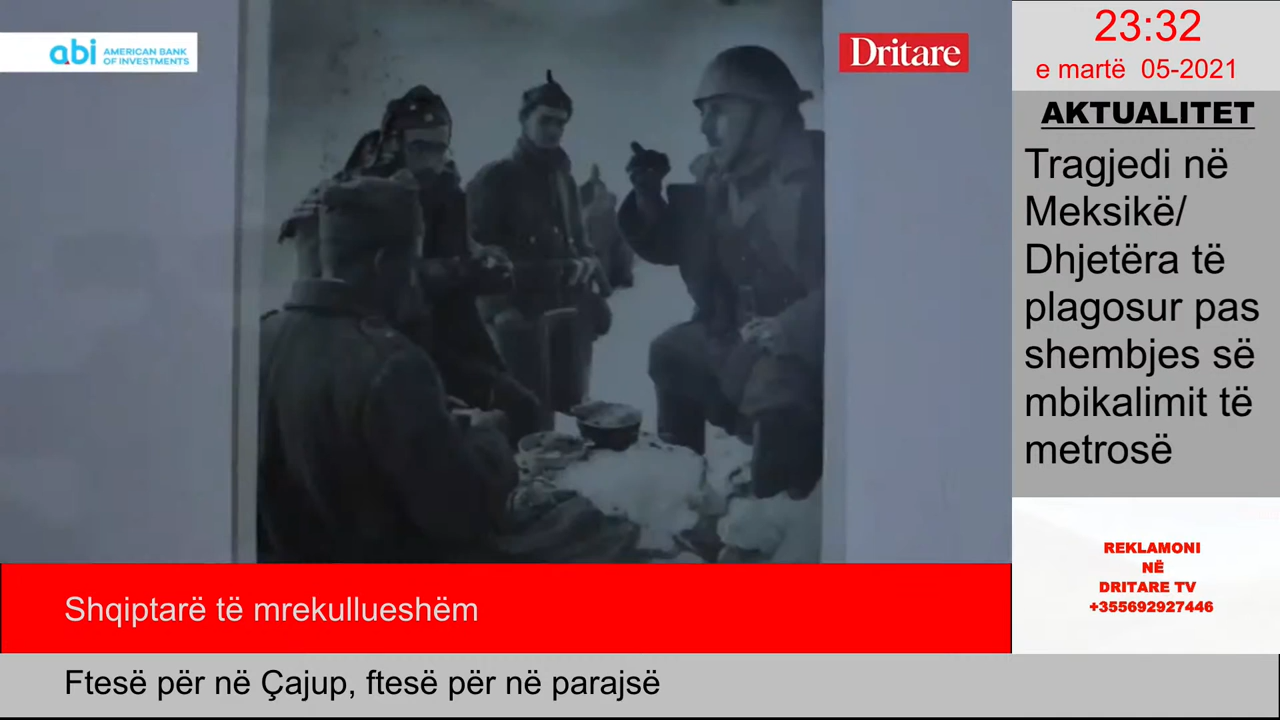 abi AMERICAN BANK
OF INVESTMENTS
Dritare
23:32
e martë 05-2021
AKTUALITET
Tragjedi në
Meksikë/
Dhjetëra të
plagosur pas
shembjes së
mbikalimit të
metrosë
REKLAMONI
NË
DRITARE TV
+355692927446
Shqiptarë të mrekullueshëm
Ftesë për në Çajup, ftesë për në parajsë